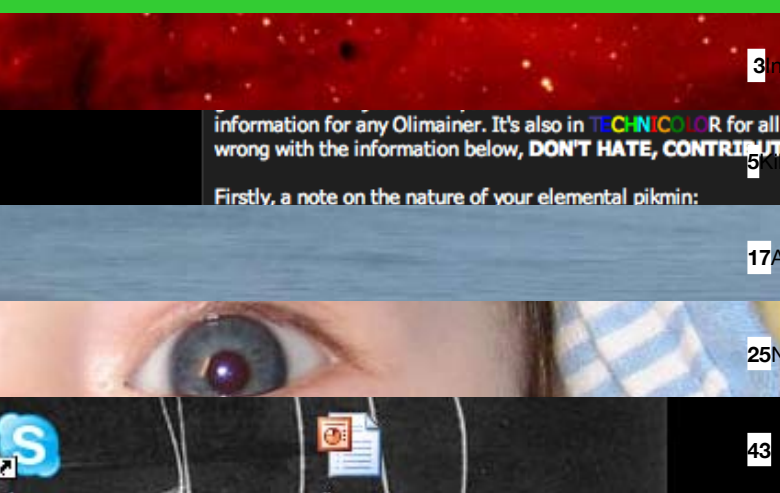 3
information for any Olimainer. It's also in TECHNICOLOR for all
wrong with the information below, DON'T HATE, CONTRIBUT
5
Firstly, a note on the nature of your elemental pikmin:
17
25
S
43